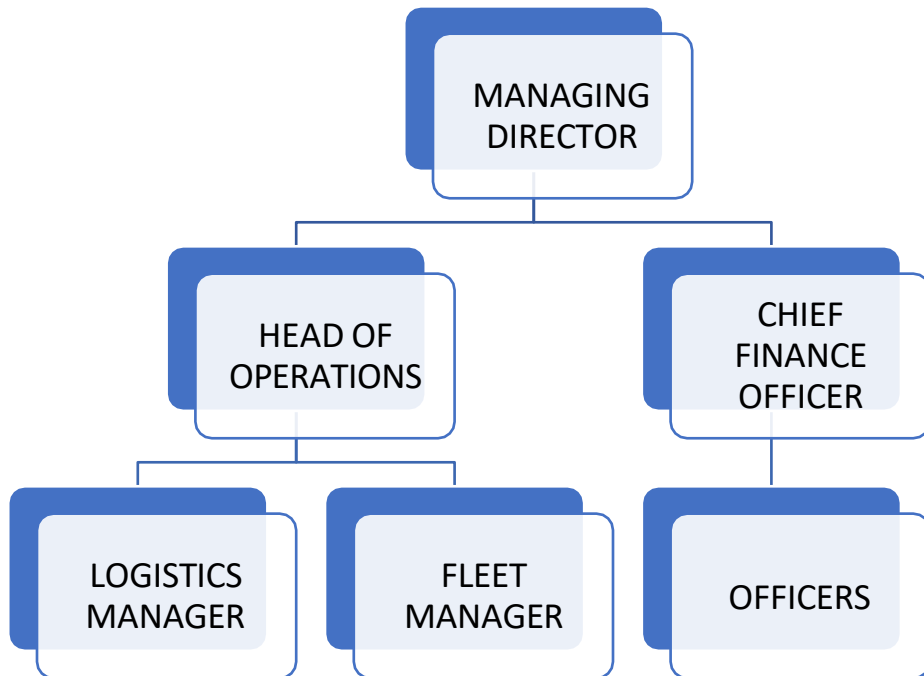 MANAGING
DIRECTOR
HEAD OF
OPERATIONS
CHIEF
FINANCE
OFFICER
LOGISTICS
MANAGER
FLEET
MANAGER
OFFICERS